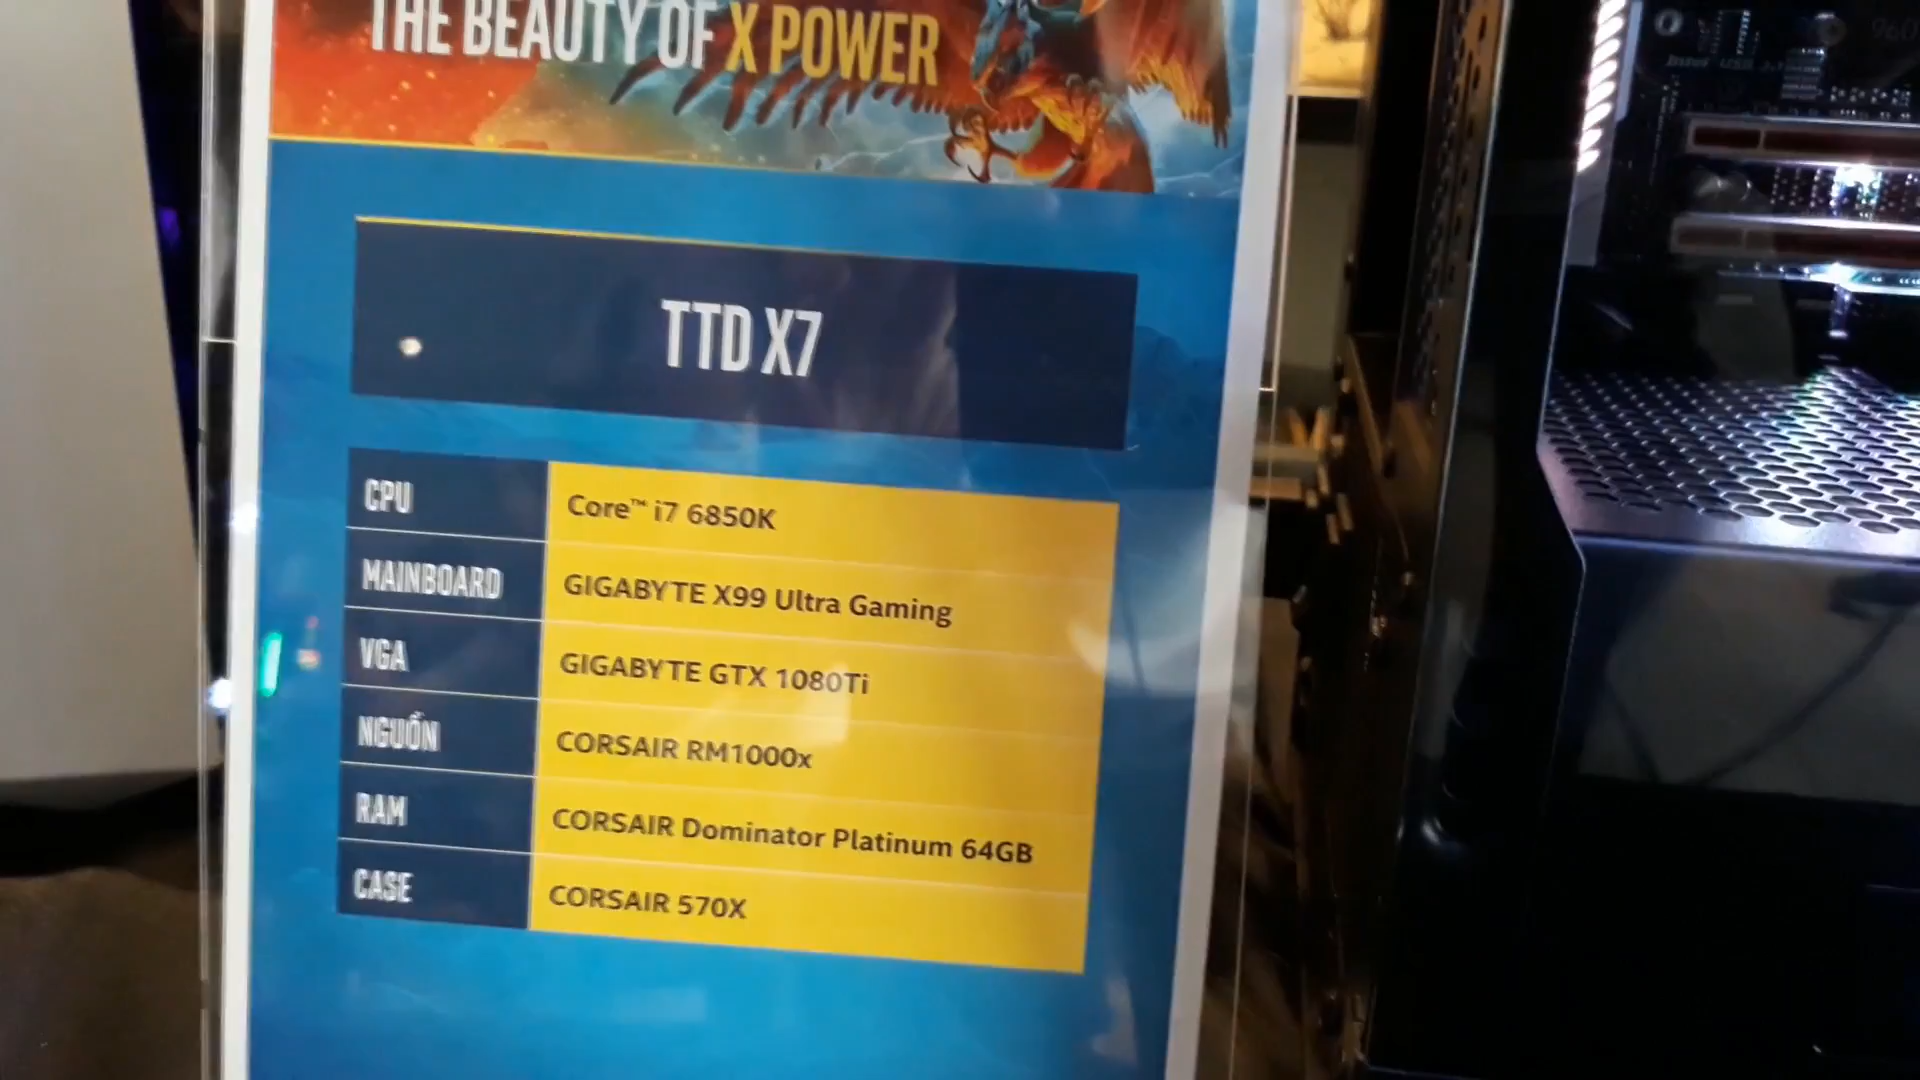 THE BEAUTY OF X POWER
TTD X7
CPU Core™ i7 6850K
MAINBOARD GIGABYTE X99 Ultra Gaming
VGA GIGABYTE GTX 1080Ti
NGUỒN CORSAIR RM1000x
RAM CORSAIR Dominator Platinum 64GB
CASE CORSAIR 570X